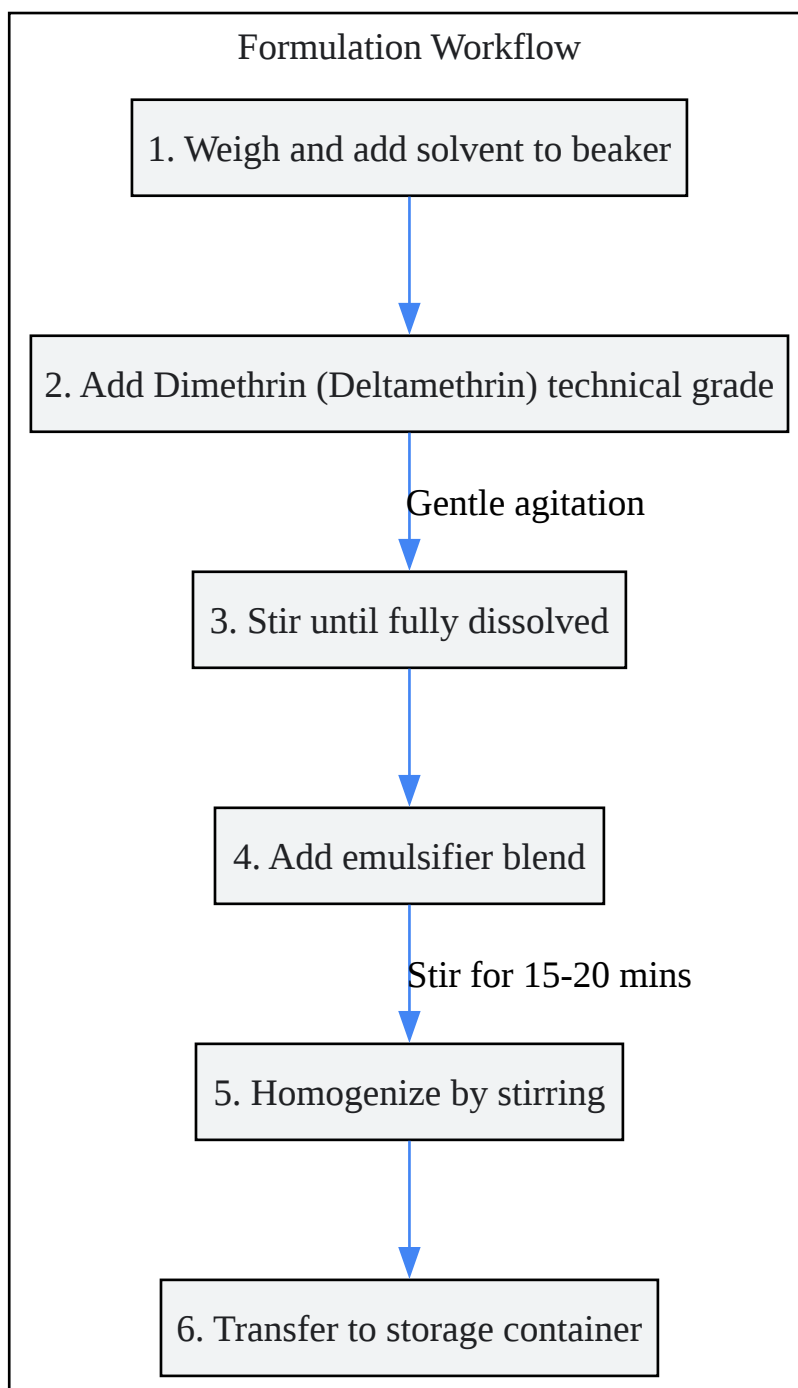 Formulation Workflow
1. Weigh and add solvent to beaker
2. Add Dimethrin (Deltamethrin) technical grade
Gentle agitation
3. Stir until fully dissolved
4. Add emulsifier blend
Stir for 15-20 mins
5. Homogenize by stirring
6. Transfer to storage container